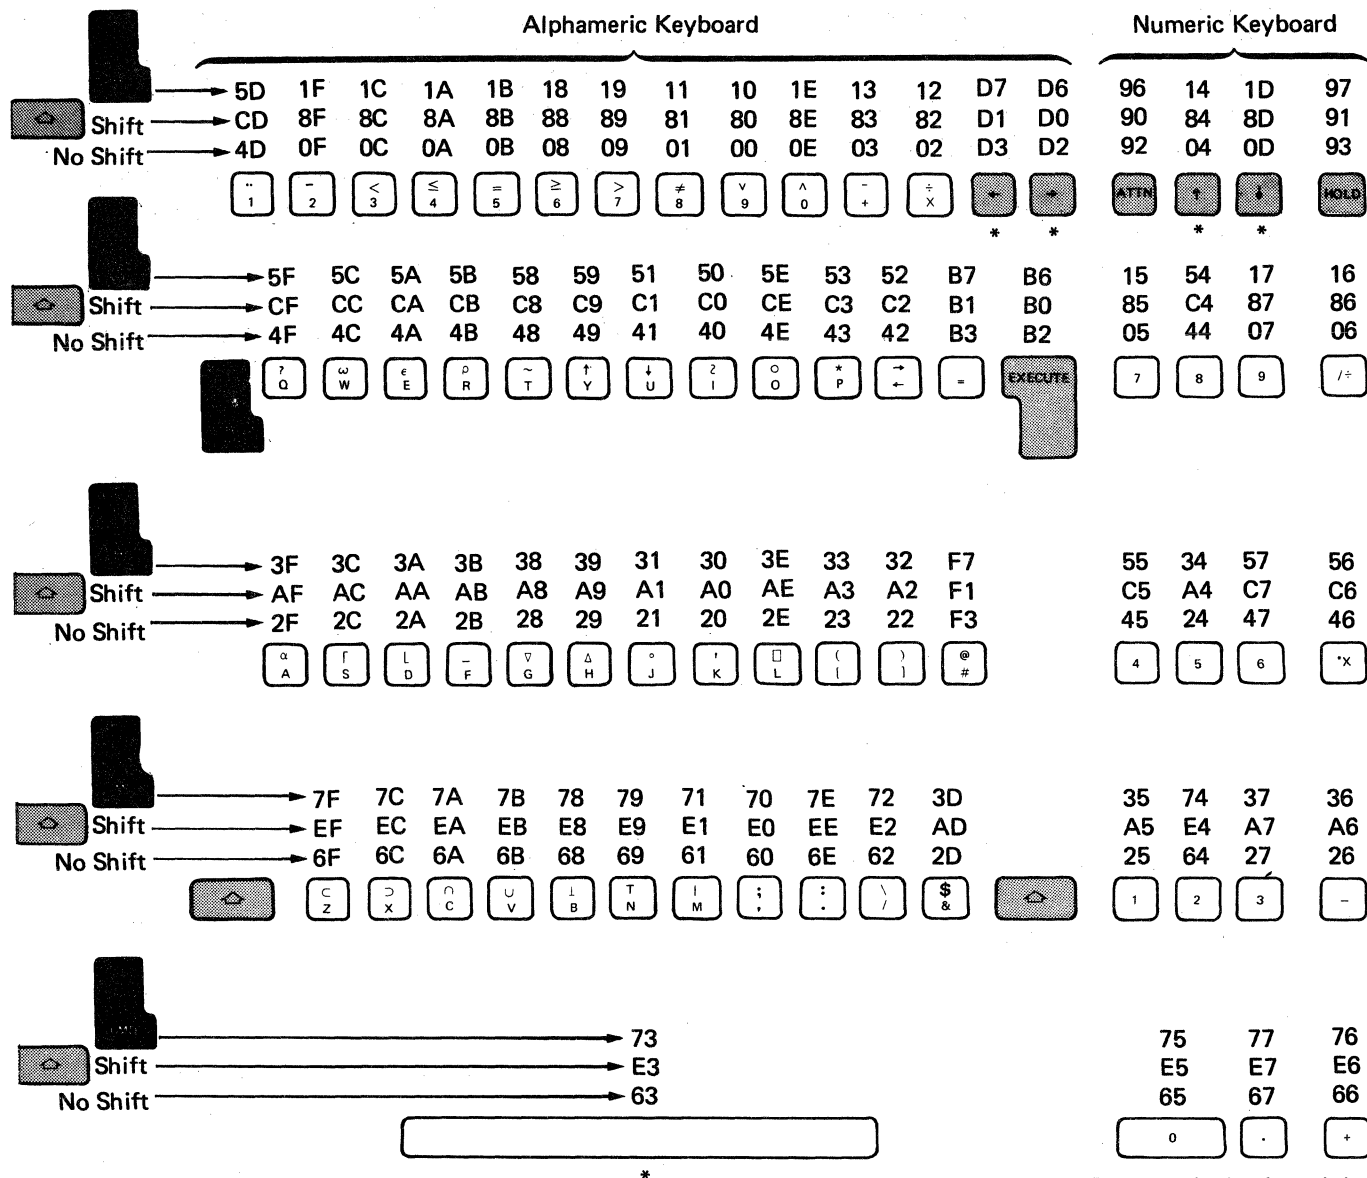 Alphameric Keyboard Numeric Keyboard
5D 1F 1C 1A 1B 18 19 11 10 1E 13 12 D7 D6 96 14 1D 97
Shift CD 8F 8C 8A 8B 88 89 81 80 8E 83 82 D1 D0 90 84 8D 91
No Shift 4D 0F 0C 0A 0B 08 09 01 00 0E 03 02 D3 D2 92 04 0D 93
¨ ¯ < ≤ = ≥ > ≠ ∨ ∧ - ÷ ← → ATTN ↑ ↓ HOLD
1 2 3 4 5 6 7 8 9 0 + X
* * * *
5F 5C 5A 5B 58 59 51 50 5E 53 52 B7 B6 15 54 17 16
Shift CF CC CA CB C8 C9 C1 C0 CE C3 C2 B1 B0 85 C4 87 86
No Shift 4F 4C 4A 4B 48 49 41 40 4E 43 42 B3 B2 05 44 07 06
? ω ϵ ρ ~ ↑ ↓ ⍳ ○ * → EXECUTE
Q W E R T Y U I O P ← = 7 8 9 /÷
3F 3C 3A 3B 38 39 31 30 3E 33 32 F7 55 34 57 56
Shift AF AC AA AB A8 A9 A1 A0 AE A3 A2 F1 C5 A4 C7 C6
No Shift 2F 2C 2A 2B 28 29 21 20 2E 23 22 F3 45 24 47 46
α ⌈ ⌊ _ ∇ Δ ∘ ' □ ( ) @
A S D F G H J K L [ ] # 4 5 6 *X
7F 7C 7A 7B 78 79 71 70 7E 72 3D 35 74 37 36
Shift EF EC EA EB E8 E9 E1 E0 EE E2 AD A5 E4 A7 A6
No Shift 6F 6C 6A 6B 68 69 61 60 6E 62 2D 25 64 27 26
⊂ ⊃ ∩ ∪ ⊥ ⊤ | ; : \ $
Z X C V B N M , . / & 1 2 3 −
73 75 77 76
Shift E3 E5 E7 E6
No Shift 63 65 67 66
0 . +
*